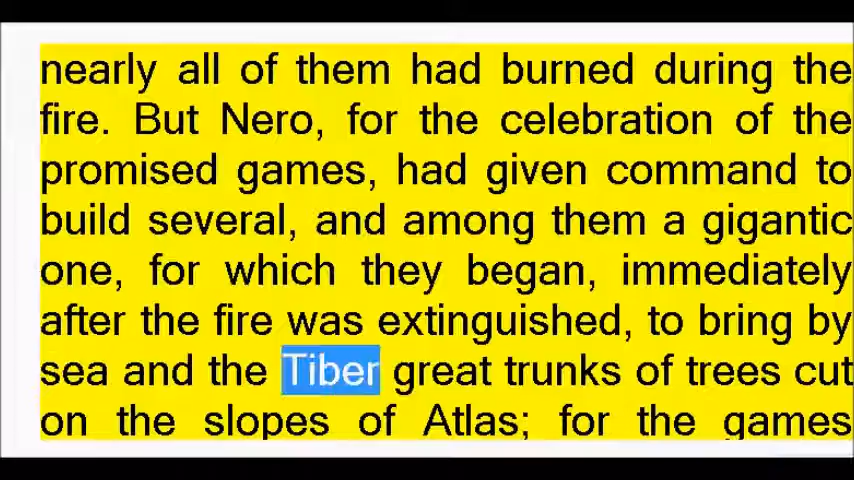 nearly all of them had burned during the
fire. But Nero, for the celebration of the
promised games, had given command to
build several, and among them a gigantic
one, for which they began, immediately
after the fire was extinguished, to bring by
sea and the Tiber great trunks of trees cut
on the slopes of Atlas; for the games